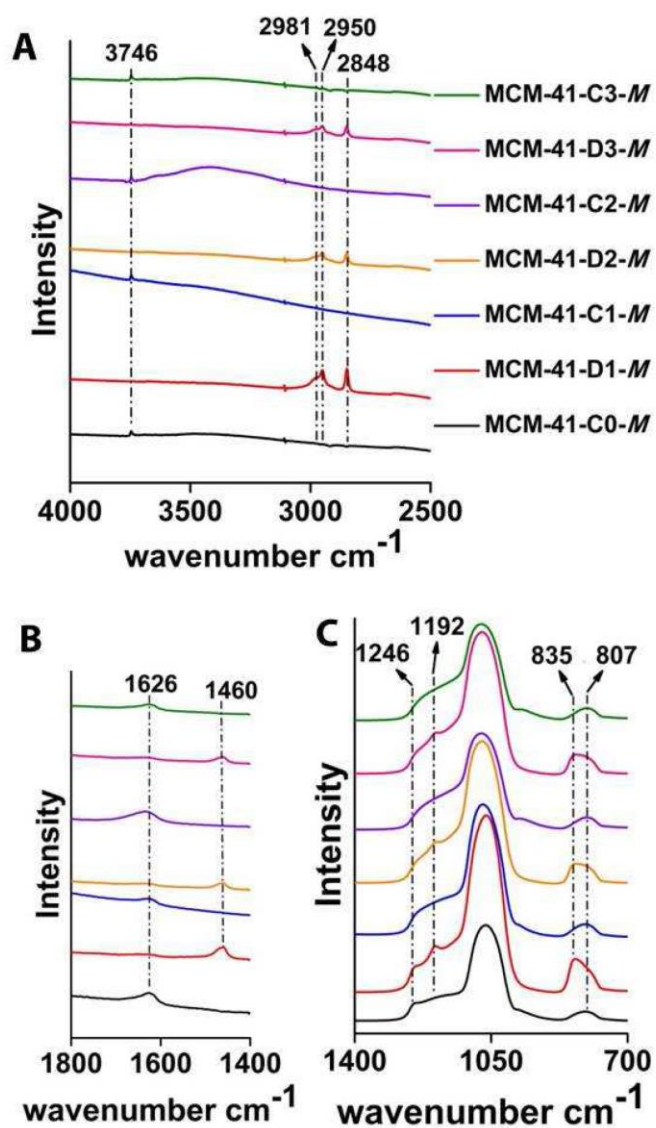 A
2981
2950
3746
2848
MCM-41-C3-M
MCM-41-D3-M
MCM-41-C2-M
MCM-41-D2-M
MCM-41-C1-M
MCM-41-D1-M
MCM-41-C0-M
Intensity
4000 3500 3000 2500
wavenumber cm-1
B
1626 1460
Intensity
1800 1600 1400
wavenumber cm-1
C
1246 1192 835 807
Intensity
1400 1050 700
wavenumber cm-1